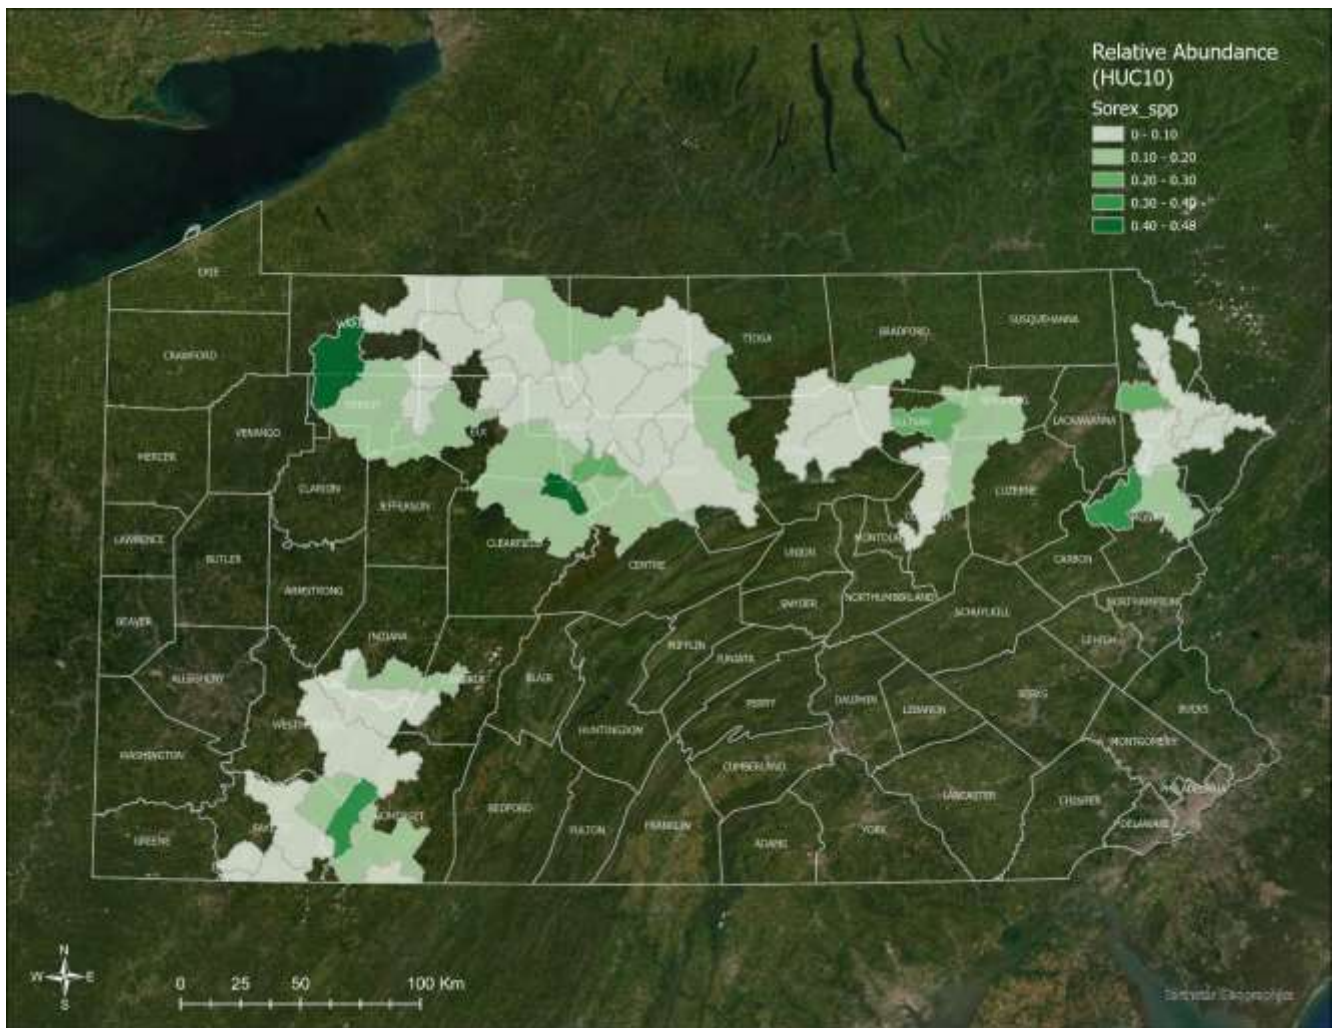 Relative Abundance
(HUC10)
Sorex_spp
0 - 0.10
0.10 - 0.20
0.20 - 0.30
0.30 - 0.40
0.40 - 0.48
ERIE
CRAWFORD
TIOGA
BRADFORD
SUSQUEHANNA
VENANGO
LACKAWANNA
MERCER
CLARION
JEFFERSON
LUZERNE
LAWRENCE
BUTLER
CLEARFIELD
CENTRE
UNION
MONTOUR
CARBON
ARMSTRONG
SNYDER
NORTHUMBERLAND
SCHUYLKILL
NORTHAMPTON
BEAVER
INDIANA
MIFFLIN
JUNIATA
LEHIGH
ALLEGHENY
BLAIR
PERRY
DAUPHIN
LEBANON
BERKS
BUCKS
HUNTINGDON
MONTGOMERY
WASHINGTON
CUMBERLAND
LANCASTER
CHESTER
PHILADELPHIA
DELAWARE
BEDFORD
FULTON
FRANKLIN
ADAMS
YORK
SOMERSET
GREENE
N
W E
S
0 25 50 100 Km
Earthstar Geographics